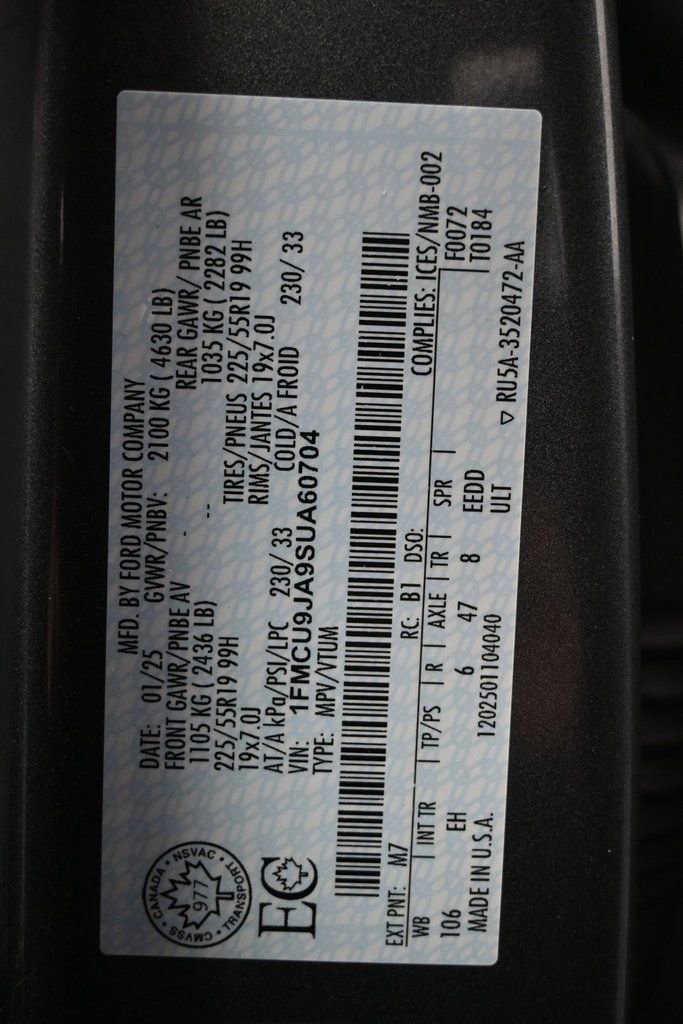 MFD. BY FORD MOTOR COMPANY
DATE: 01/25 GVWR/PNBV: 2100 KG ( 4630 LB)
FRONT GAWR/PNBE AV REAR GAWR/ PNBE AR
1105 KG ( 2436 LB) -- 1035 KG ( 2282 LB)
225/55R19 99H TIRES/PNEUS 225/55R19 99H
19x7.0J RIMS/JANTES 19x7.0J
AT/A kPa/PSI/LPC 230/ 33 COLD/A FROID 230/ 33
VIN: 1FMCU9JA9SUA60704
TYPE: MPV/VTUM
CANADA • NSVAC • TRANSPORT • CMVSS •
977
EC
EXT PNT: M7 RC: B1 DSO: COMPLIES: ICES/NMB-002
WB | INT TR | TP/PS | R | AXLE | TR | SPR | F0072
106 EH 6 47 8 EEDD T0184
MADE IN U.S.A. 1202501104040 ULT ▽ RU5A-3520472-AA